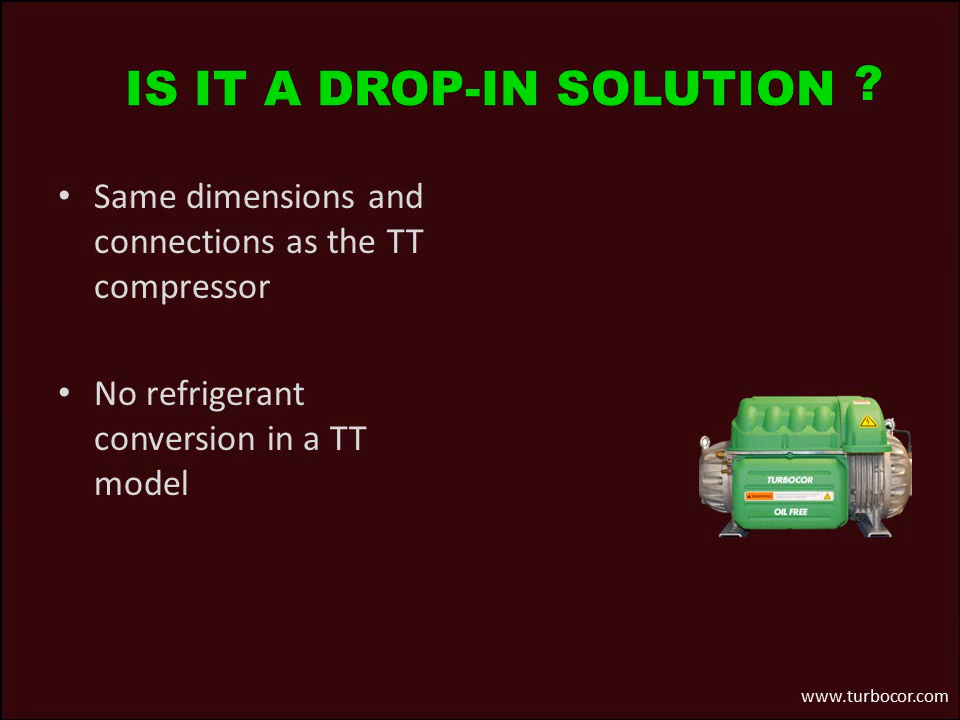 IS IT A DROP-IN SOLUTION ?
• Same dimensions and
connections as the TT
compressor
• No refrigerant
conversion in a TT
model
TURBOCOR
WARNING
OIL FREE
www.turbocor.com